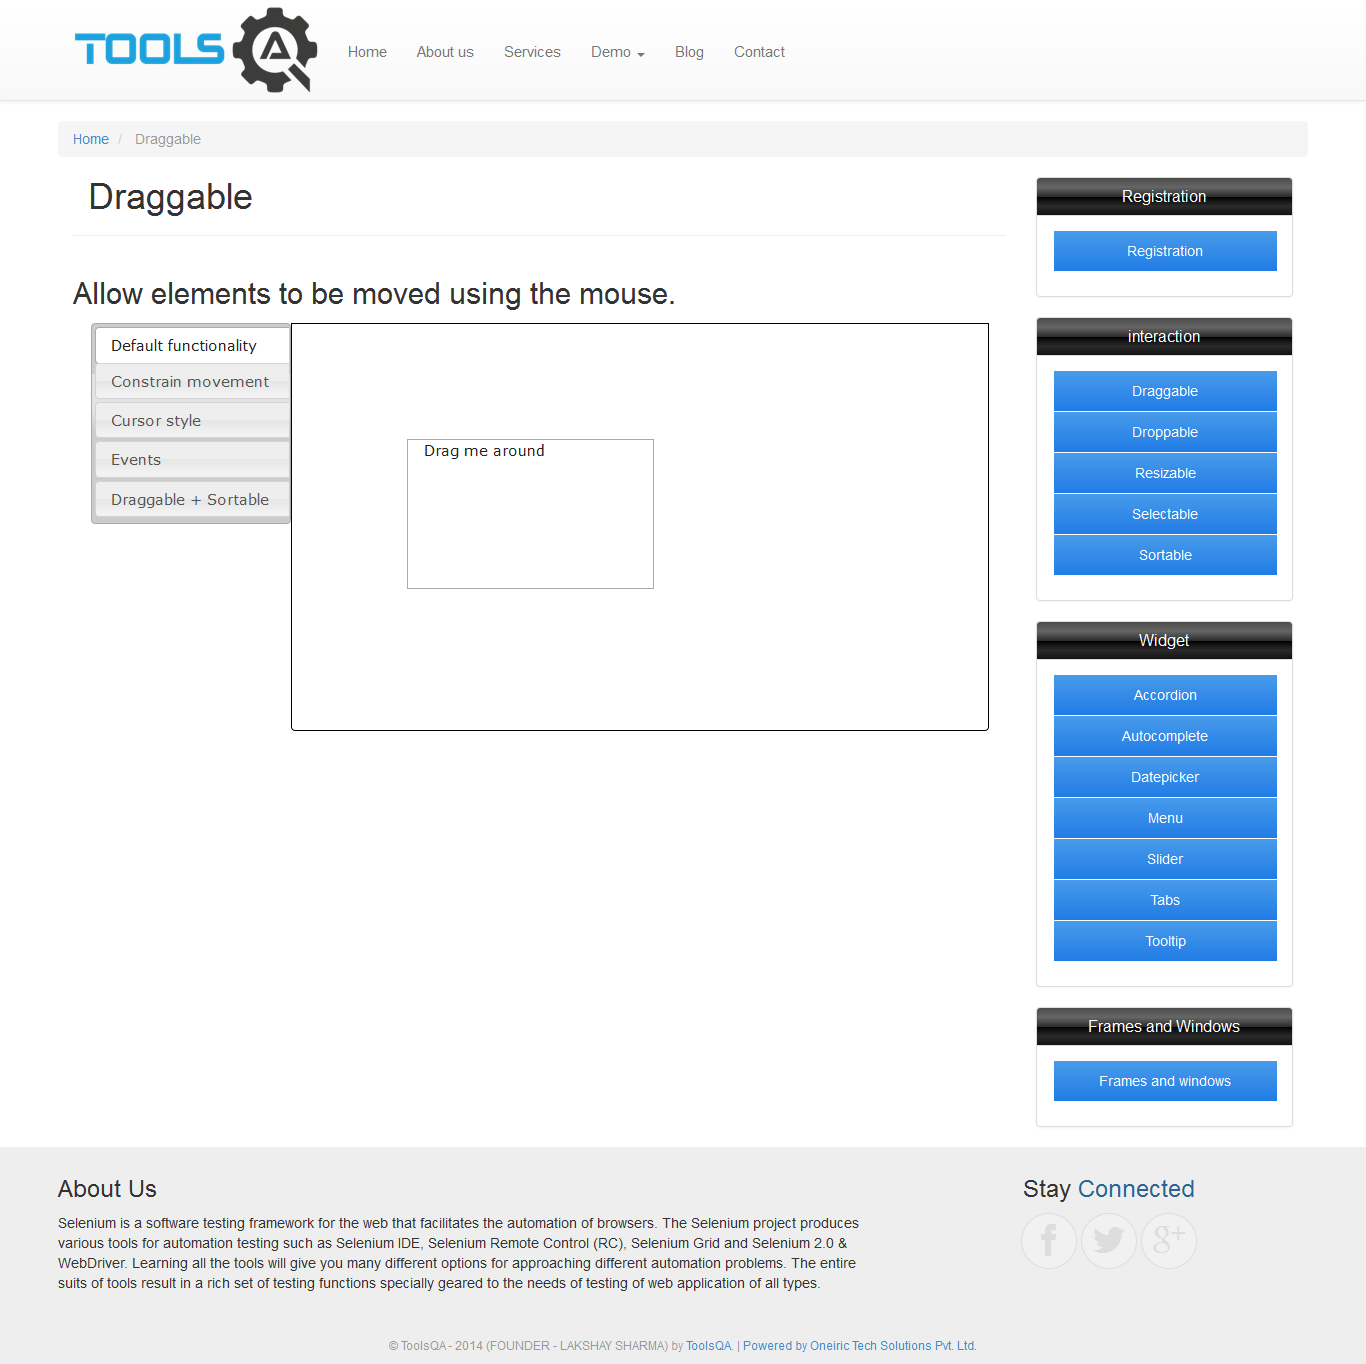 TOOLS QA
Home
About us
Services
Demo
Blog
Contact
Home / Draggable
Draggable
Allow elements to be moved using the mouse.
Default functionality
Constrain movement
Cursor style
Events
Draggable + Sortable
Drag me around
Registration
Registration
interaction
Draggable
Droppable
Resizable
Selectable
Sortable
Widget
Accordion
Autocomplete
Datepicker
Menu
Slider
Tabs
Tooltip
Frames and Windows
Frames and windows
About Us
Selenium is a software testing framework for the web that facilitates the automation of browsers. The Selenium project produces
various tools for automation testing such as Selenium IDE, Selenium Remote Control (RC), Selenium Grid and Selenium 2.0 &
WebDriver. Learning all the tools will give you many different options for approaching different automation problems. The entire
suits of tools result in a rich set of testing functions specially geared to the needs of testing of web application of all types.
Stay Connected
f
g+
© ToolsQA - 2014 (FOUNDER - LAKSHAY SHARMA) by ToolsQA. | Powered by Oneiric Tech Solutions Pvt. Ltd.